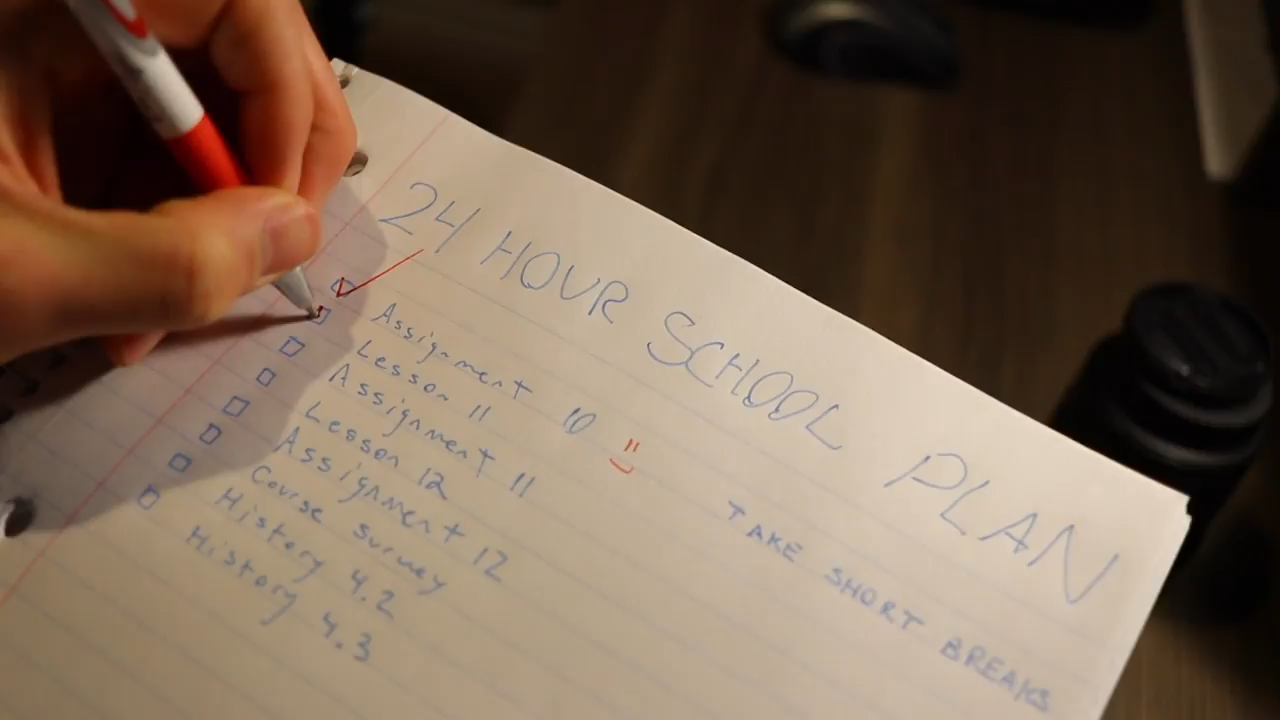 24 HOUR SCHOOL PLAN
Assignment 10
Lesson 11
Assignment 11
Lesson 12
Assignment 12
Course survey
History 4.2
History 4.3
TAKE SHORT BREAKS